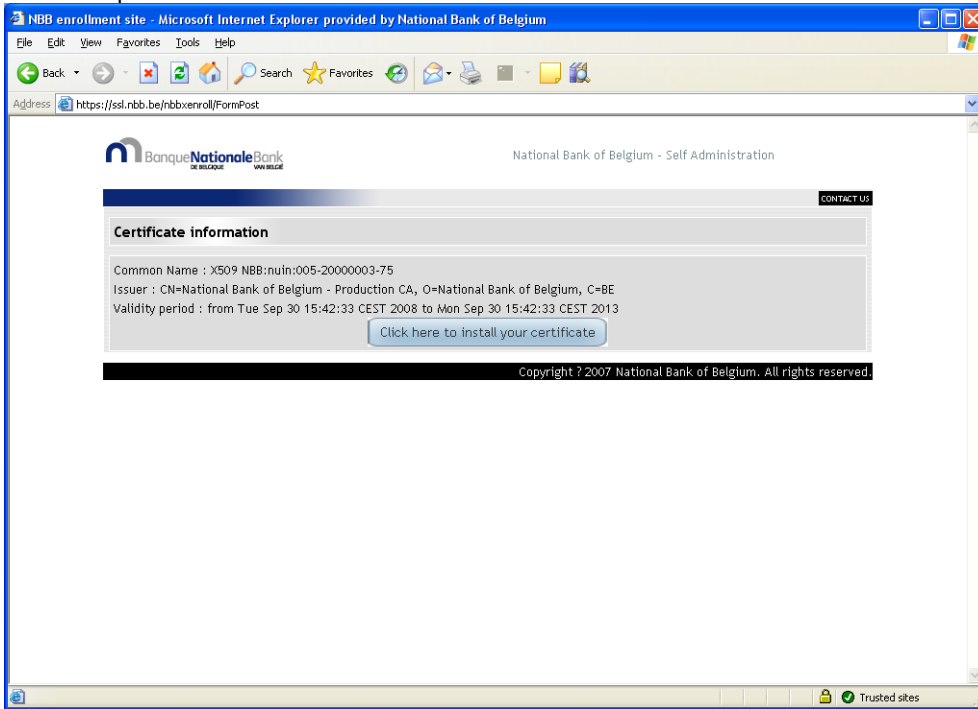 NBB enrollment site - Microsoft Internet Explorer provided by National Bank of Belgium
File Edit View Favorites Tools Help
Back Search Favorites
Address https://ssl.nbb.be/nbbxenroll/FormPost
BanqueNationaleBank
DE BELGIQUE VAN BELGIË
National Bank of Belgium - Self Administration
CONTACT US
Certificate information
Common Name : X509 NBB:nuin:005-20000003-75
Issuer : CN=National Bank of Belgium - Production CA, O=National Bank of Belgium, C=BE
Validity period : from Tue Sep 30 15:42:33 CEST 2008 to Mon Sep 30 15:42:33 CEST 2013
Click here to install your certificate
Copyright ? 2007 National Bank of Belgium. All rights reserved.
Trusted sites